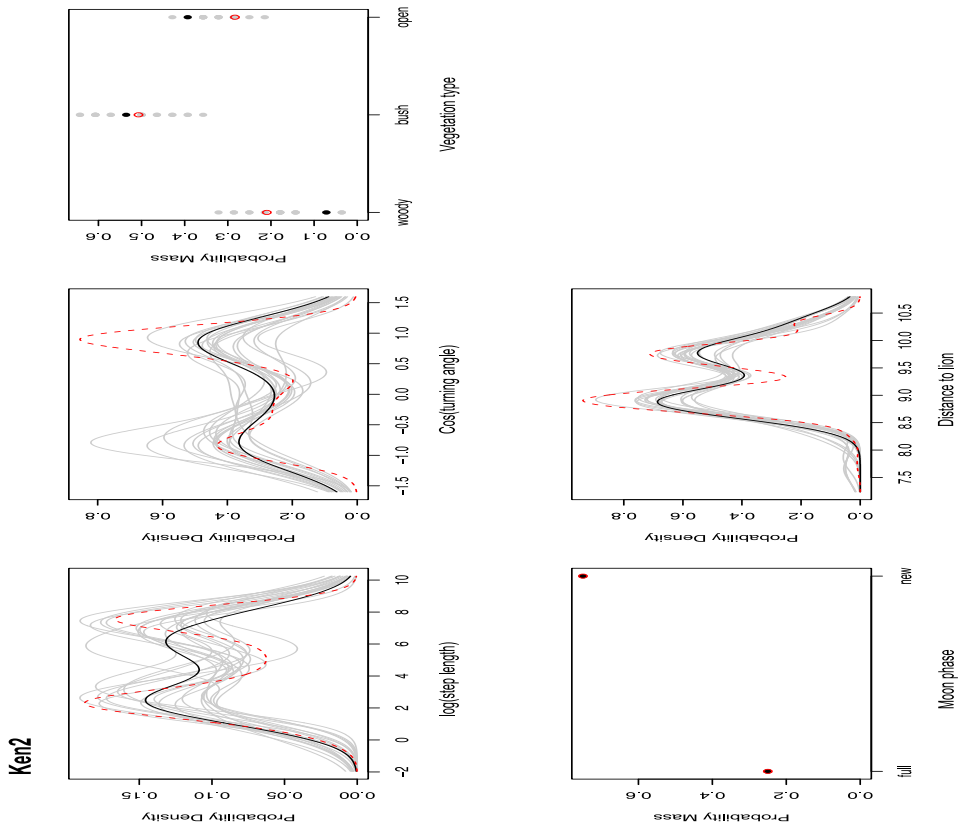 Ken2
Probability Density
0.00 0.05 0.10 0.15
−2 0 2 4 6 8 10
log(step length)
Probability Density
0.0 0.2 0.4 0.6 0.8
−1.5 −1.0 −0.5 0.0 0.5 1.0 1.5
Cos(turning angle)
Probability Mass
0.0 0.1 0.2 0.3 0.4 0.5 0.6
woody bush open
Vegetation type
Probability Mass
0.0 0.2 0.4 0.6
full new
Moon phase
Probability Density
0.0 0.2 0.4 0.6 0.8
7.5 8.0 8.5 9.0 9.5 10.0 10.5
Distance to lion